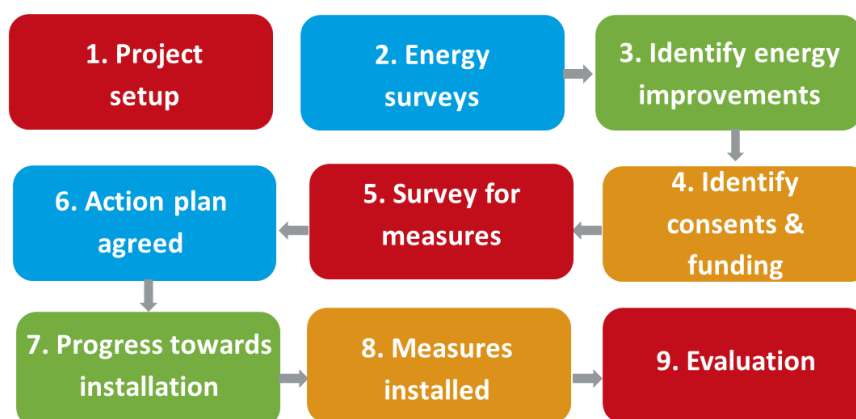 1. Project
setup
2. Energy
surveys
3. Identify energy
improvements
4. Identify
consents &
funding
5. Survey for
measures
6. Action plan
agreed
7. Progress towards
installation
8. Measures
installed
9. Evaluation